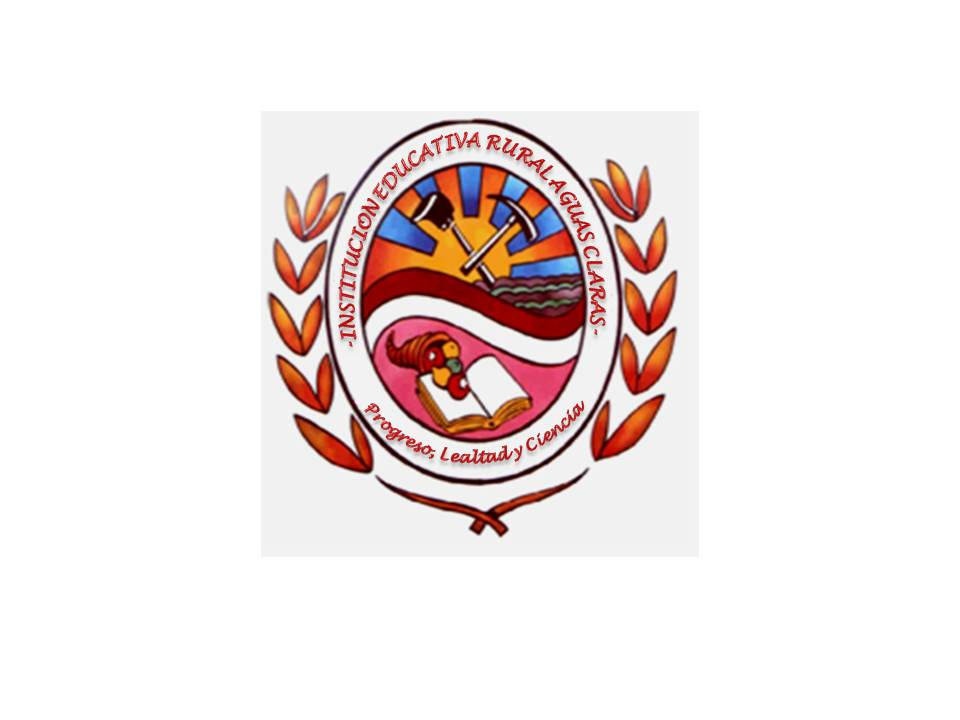 -INSTITUCION EDUCATIVA RURAL AGUAS CLARAS-
Progreso, Lealtad y Ciencia